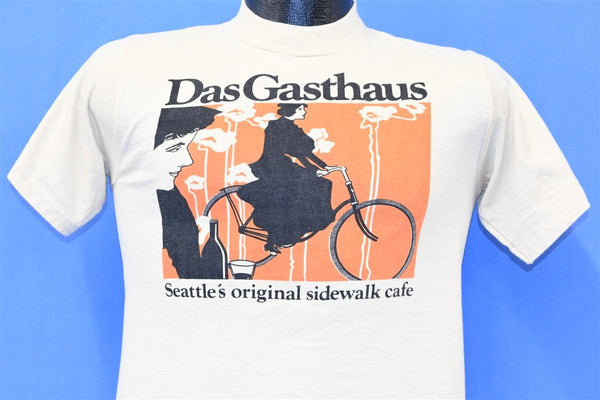 Das Gasthaus
Seattle's original sidewalk cafe